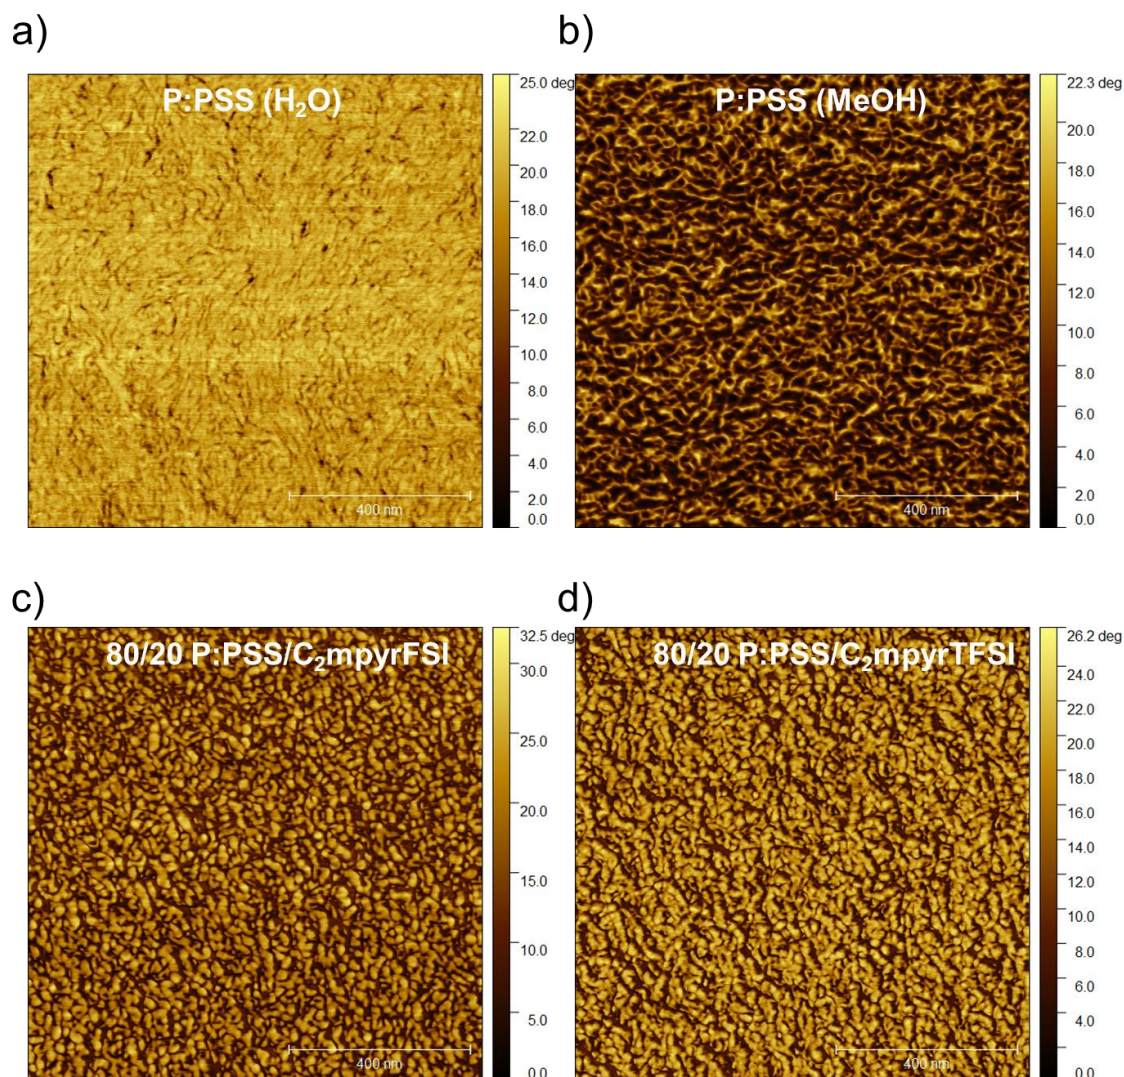 a)
P:PSS (H₂O)
25.0 deg
22.0
20.0
18.0
16.0
14.0
12.0
10.0
8.0
6.0
4.0
2.0
0.0
400 nm
b)
P:PSS (MeOH)
22.3 deg
20.0
18.0
16.0
14.0
12.0
10.0
8.0
6.0
4.0
2.0
0.0
400 nm
c)
80/20 P:PSS/C₂mpyrFSI
32.5 deg
30.0
25.0
20.0
15.0
10.0
5.0
0.0
400 nm
d)
80/20 P:PSS/C₂mpyrTFSI
26.2 deg
24.0
22.0
20.0
18.0
16.0
14.0
12.0
10.0
8.0
6.0
4.0
0.0
400 nm